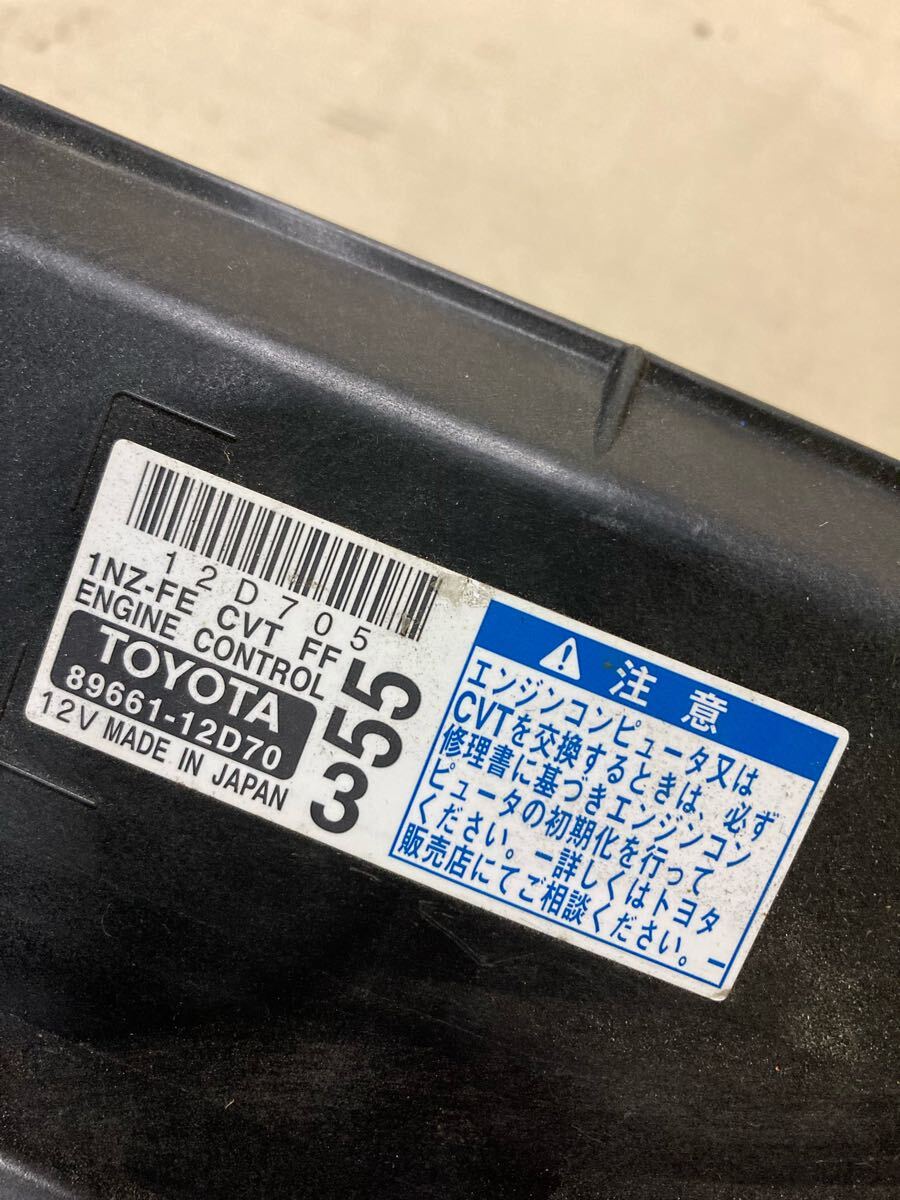 12D705
1NZ-FE CVT FF
ENGINE CONTROL
TOYOTA
89661-12D70
12V MADE IN JAPAN
355
⚠ 注意
エンジンコンピュータ又は
CVTを交換するときは、必ず
修理書に基づきエンジンコン
ピュータの初期化を行って
ください。ー詳しくはトヨタ
販売店にてご相談ください。ー